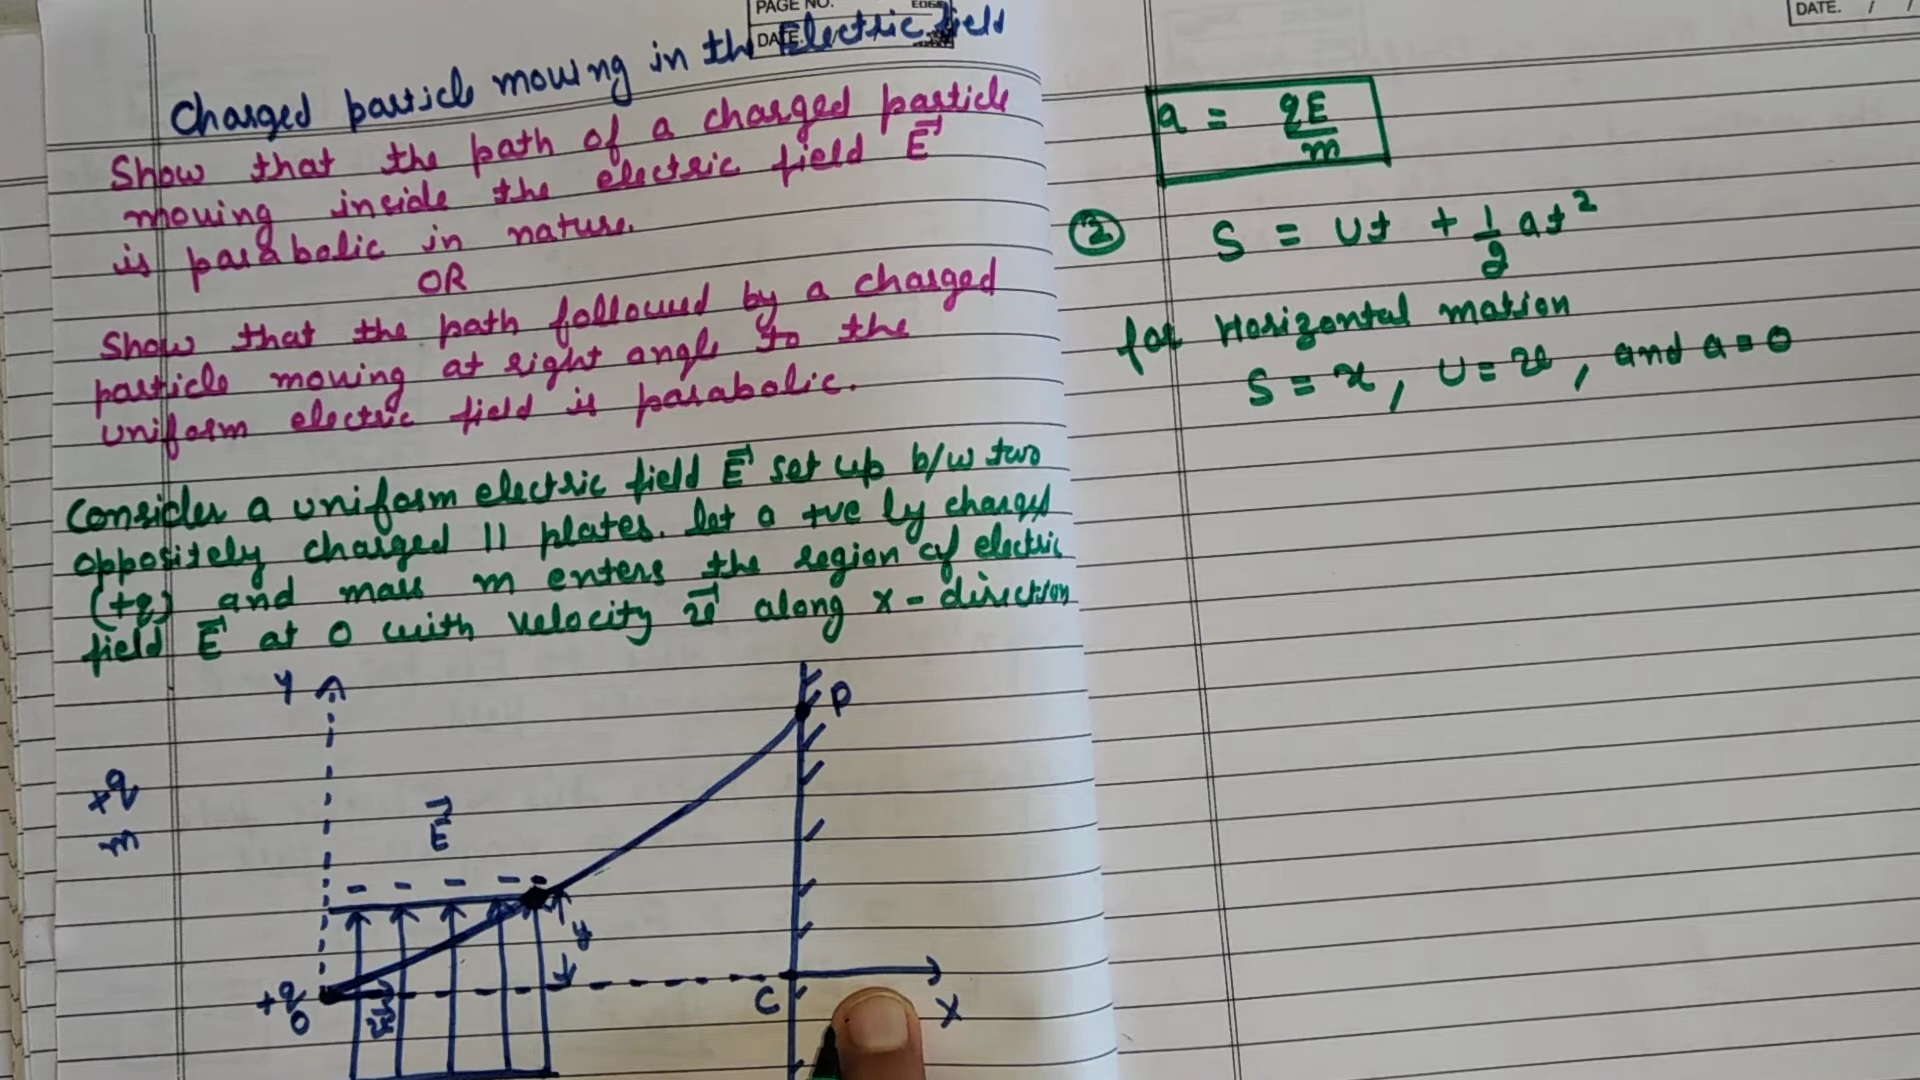 PAGE NO.
DATE.
Charged particle moving in the Electric field
Show that the path of a charged particle
moving inside the electric field E⃗
is parabolic in nature.
OR
Show that the path followed by a charged
particle moving at right angle to the
uniform electric field is parabolic.
Consider a uniform electric field E⃗ set up b/w two
oppositely charged || plates. let a +ve ly charged
(+q) and mass m enters the region of electric
field E⃗ at O with velocity v⃗ along x-direction
Y
P
+q
m
E⃗
- - - -
y
+q
O
v⃗
C
X
DATE. / /
a = qE/m
② S = ut + 1/2 at²
for Horizontal motion
S = x, U = v, and a = 0